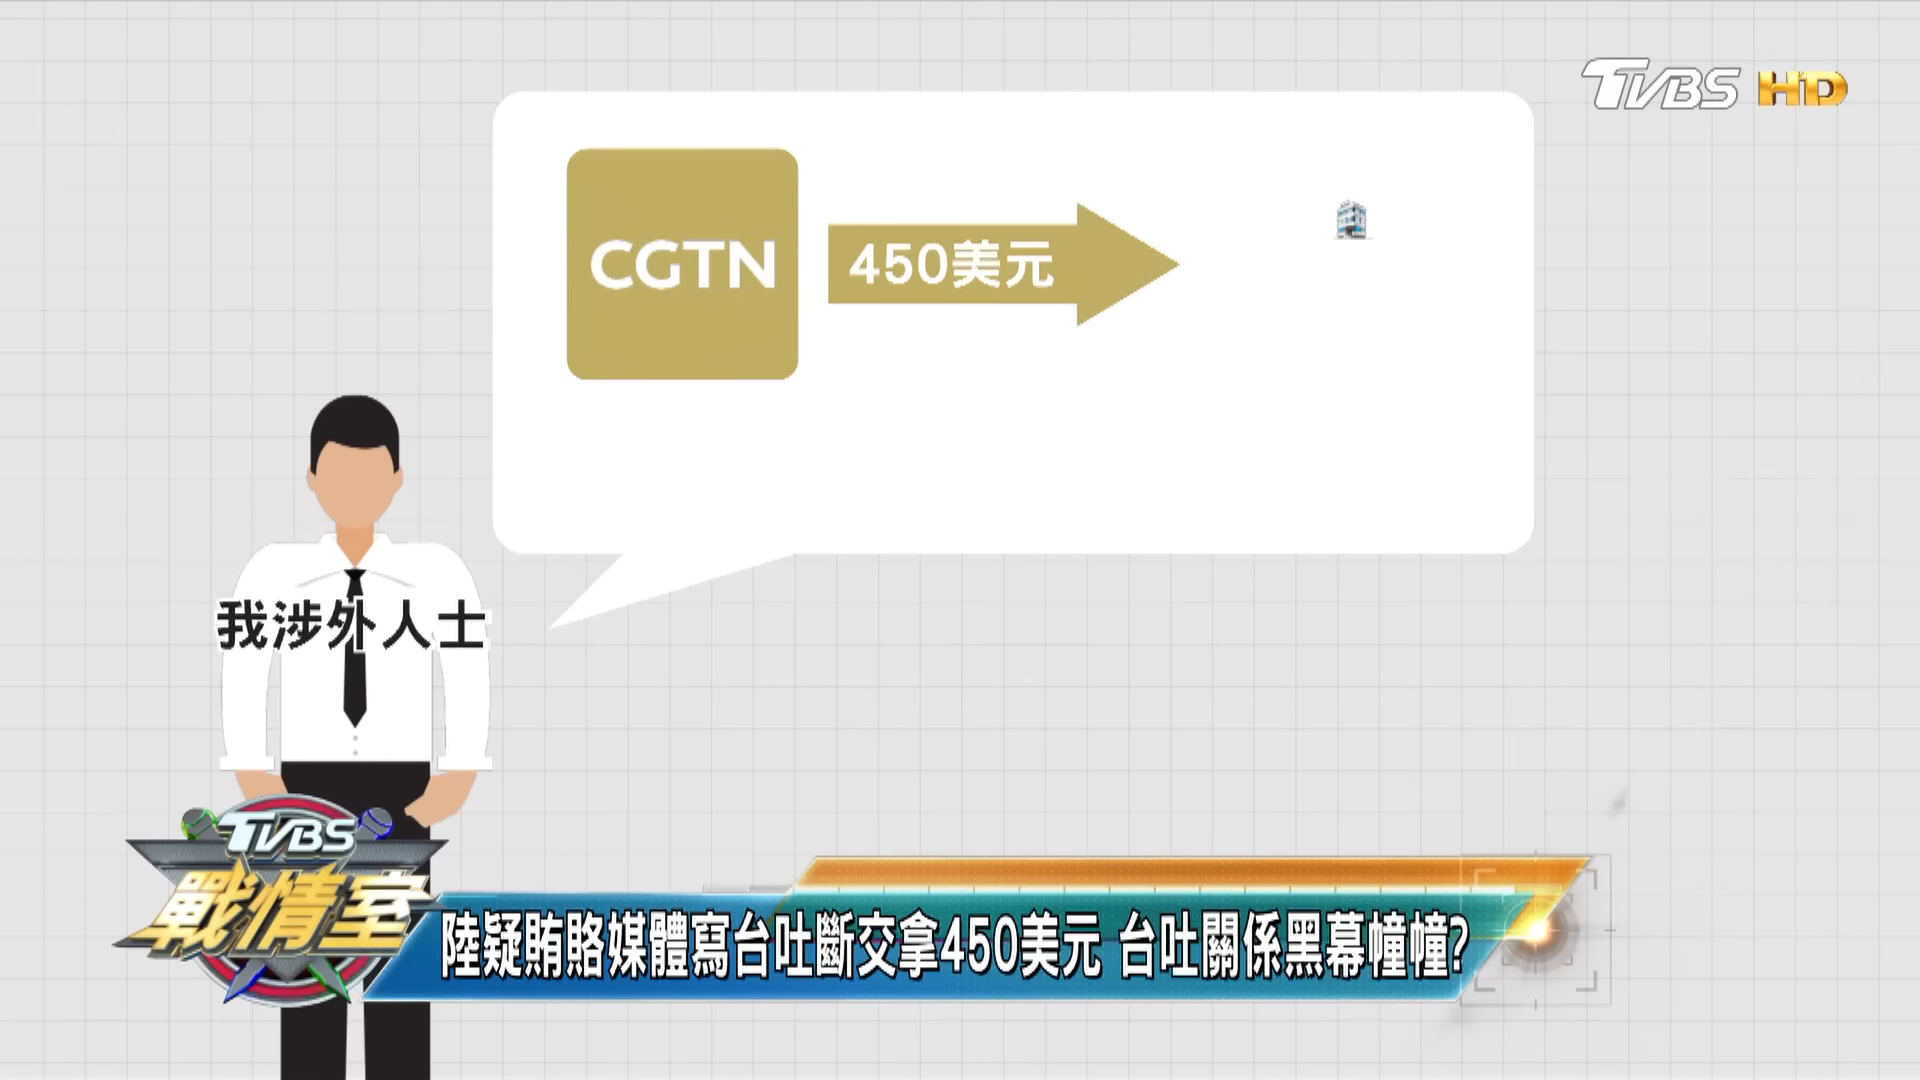 TVBS HD
CGTN
450美元
我涉外人士
TVBS
戰情室
陸疑賄賂媒體寫台吐斷交拿450美元 台吐關係黑幕幢幢?